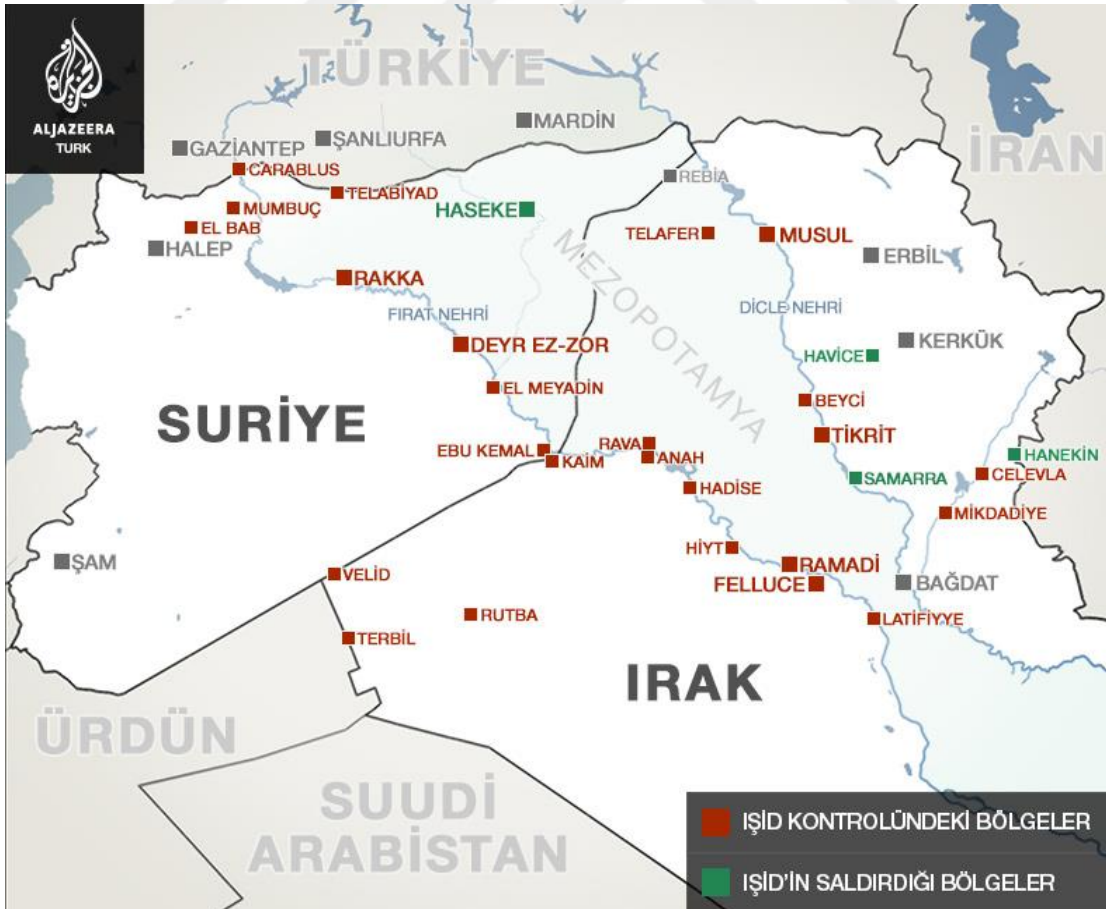 ALJAZEERA
TURK
TÜRKİYE
İRAN
MARDİN
ŞANLIURFA
GAZİANTEP
CARABLUS
REBİA
TELABİYAD
MUMBUÇ
HASEKE
EL BAB
TELAFER
MUSUL
HALEP
ERBİL
RAKKA
MEZOPOTAMYA
FIRAT NEHRİ
DİCLE NEHRİ
DEYR EZ-ZOR
KERKÜK
HAVİCE
EL MEYADİN
BEYCİ
SURİYE
TİKRİT
RAVA
EBU KEMAL
ANAH
KAİM
HANEKİN
CELEVLA
SAMARRA
HADİSE
MİKDADİYE
HİYT
ŞAM
RAMADİ
VELİD
FELLUCE
BAĞDAT
RUTBA
LATİFİYYE
TERBİL
IRAK
ÜRDÜN
SUUDİ
ARABİSTAN
IŞİD KONTROLÜNDEKİ BÖLGELER
IŞİD'İN SALDIRDIĞI BÖLGELER